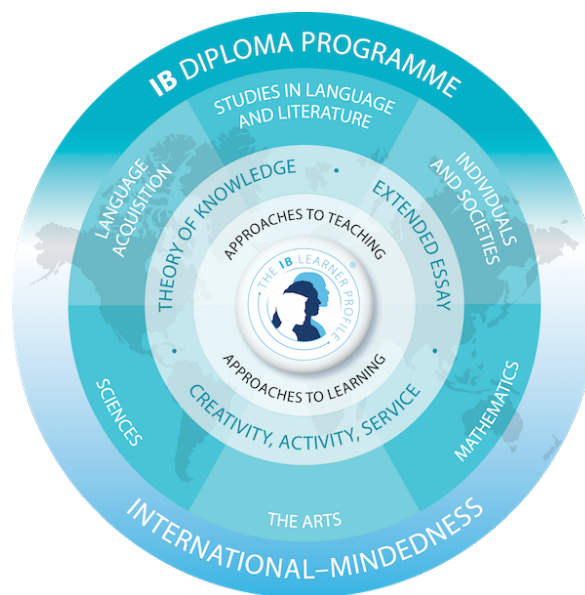 IB DIPLOMA PROGRAMME
STUDIES IN LANGUAGE
AND LITERATURE
LANGUAGE
ACQUISITION
INDIVIDUALS
AND SOCIETIES
THEORY OF KNOWLEDGE
•
EXTENDED ESSAY
APPROACHES TO TEACHING
THE IB LEARNER PROFILE
®
APPROACHES TO LEARNING
•
•
CREATIVITY, ACTIVITY, SERVICE
SCIENCES
MATHEMATICS
THE ARTS
INTERNATIONAL–MINDEDNESS